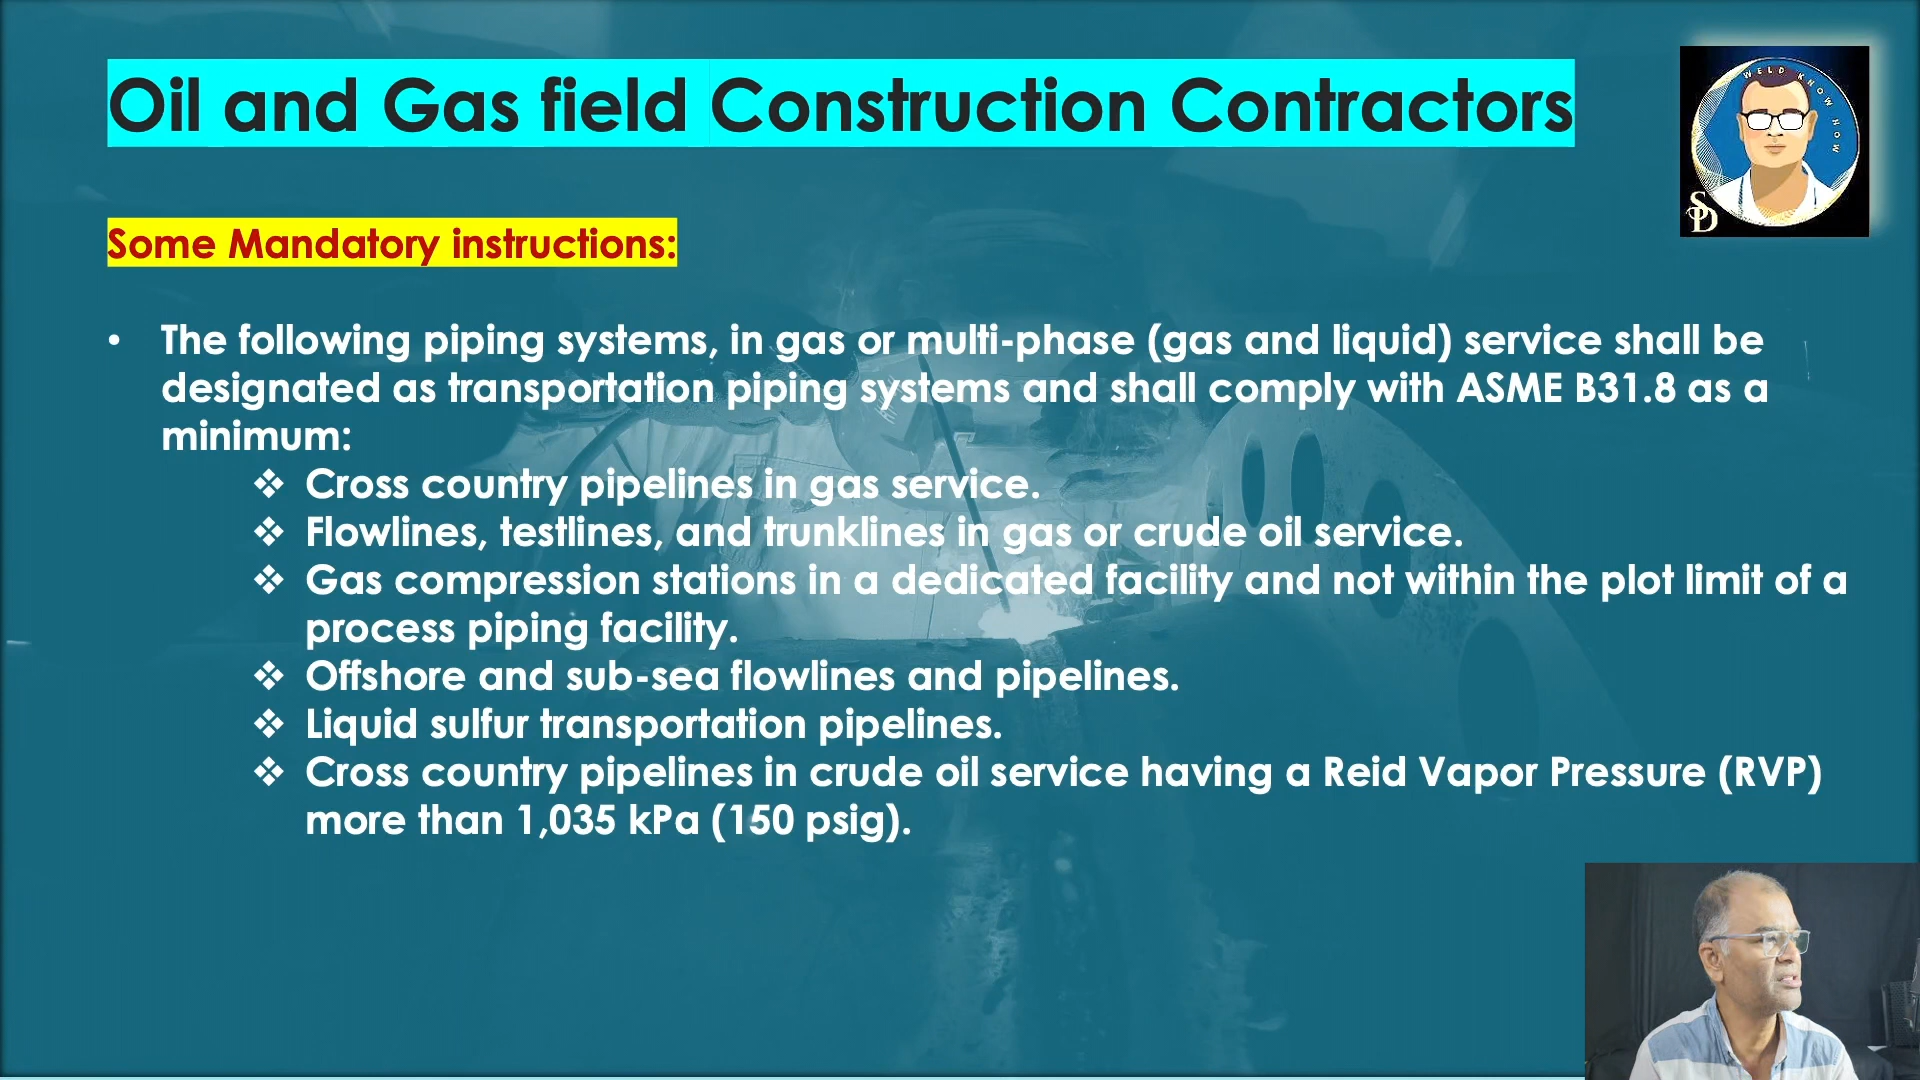 Oil and Gas field Construction Contractors
WELD KNOW HOW
SD
Some Mandatory instructions:
• The following piping systems, in gas or multi-phase (gas and liquid) service shall be
designated as transportation piping systems and shall comply with ASME B31.8 as a
minimum:
❖ Cross country pipelines in gas service.
❖ Flowlines, testlines, and trunklines in gas or crude oil service.
❖ Gas compression stations in a dedicated facility and not within the plot limit of a
process piping facility.
❖ Offshore and sub-sea flowlines and pipelines.
❖ Liquid sulfur transportation pipelines.
❖ Cross country pipelines in crude oil service having a Reid Vapor Pressure (RVP)
more than 1,035 kPa (150 psig).